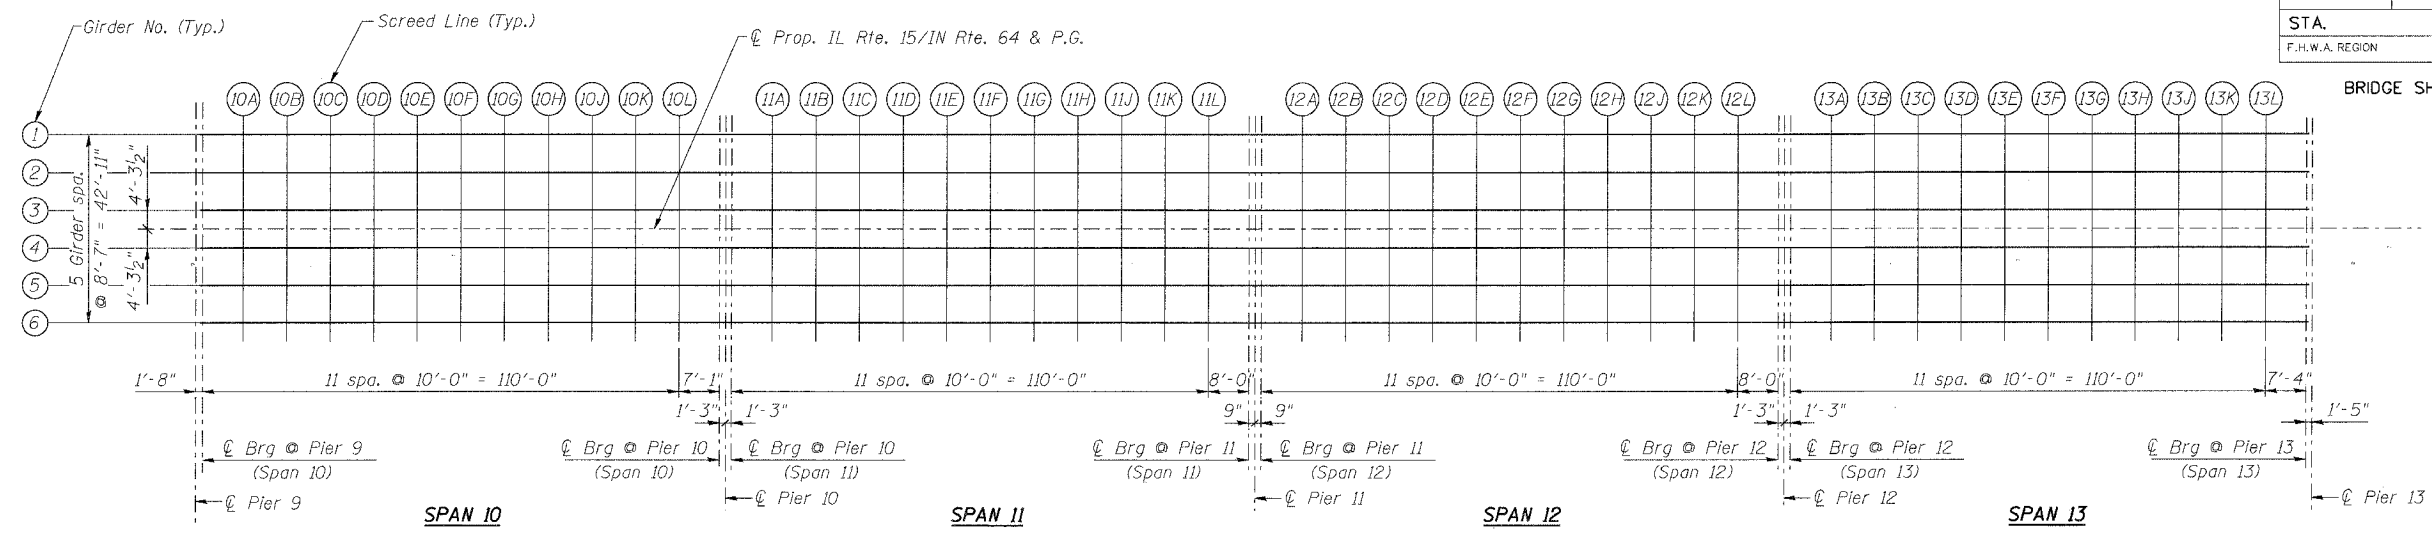 Girder No. (Typ.)
Screed Line (Typ.)
℄ Prop. IL Rte. 15/IN Rte. 64 & P.G.
STA.
F.H.W.A. REGION
BRIDGE SH
10A 10B 10C 10D 10E 10F 10G 10H 10J 10K 10L 11A 11B 11C 11D 11E 11F 11G 11H 11J 11K 11L 12A 12B 12C 12D 12E 12F 12G 12H 12J 12K 12L 13A 13B 13C 13D 13E 13F 13G 13H 13J 13K 13L
1
2
3
4
5
6
5 Girder spa.
@ 8'-7" = 42'-11"
4'-3½"
4'-3½"
1'-8" 11 spa. @ 10'-0" = 110'-0" 7'-1" 11 spa. @ 10'-0" = 110'-0" 8'-0" 11 spa. @ 10'-0" = 110'-0" 8'-0" 11 spa. @ 10'-0" = 110'-0" 7'-4"
1'-3" 1'-3" 9" 9" 1'-3" 1'-3" 1'-5"
℄ Brg @ Pier 9
(Span 10)
℄ Brg @ Pier 10
(Span 10)
℄ Brg @ Pier 10
(Span 11)
℄ Brg @ Pier 11
(Span 11)
℄ Brg @ Pier 11
(Span 12)
℄ Brg @ Pier 12
(Span 12)
℄ Brg @ Pier 12
(Span 13)
℄ Brg @ Pier 13
(Span 13)
℄ Pier 9
℄ Pier 10
℄ Pier 11
℄ Pier 12
℄ Pier 13
SPAN 10
SPAN 11
SPAN 12
SPAN 13